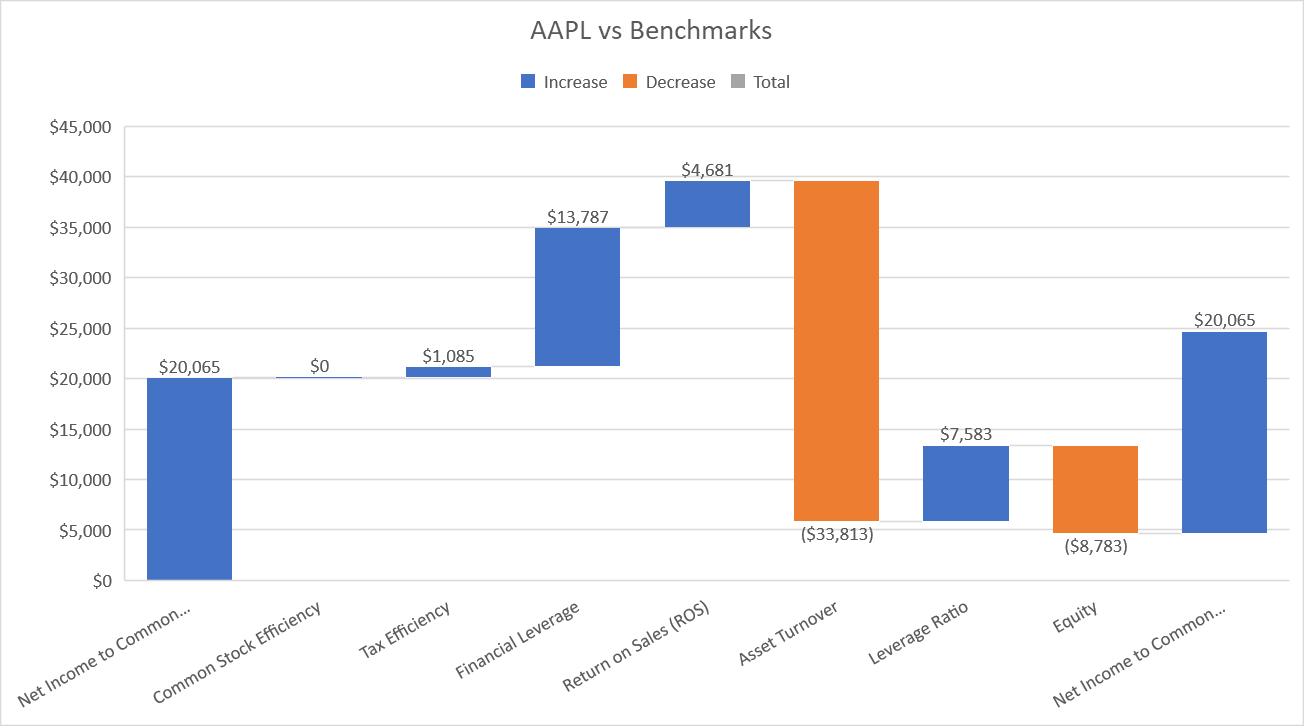 AAPL vs Benchmarks
Increase Decrease Total
$45,000
$40,000
$35,000
$30,000
$25,000
$20,000
$15,000
$10,000
$5,000
$0
$20,065
$0
$1,085
$13,787
$4,681
($33,813)
$7,583
($8,783)
$20,065
Net Income to Common...
Common Stock Efficiency
Tax Efficiency
Financial Leverage
Return on Sales (ROS)
Asset Turnover
Leverage Ratio
Equity
Net Income to Common...